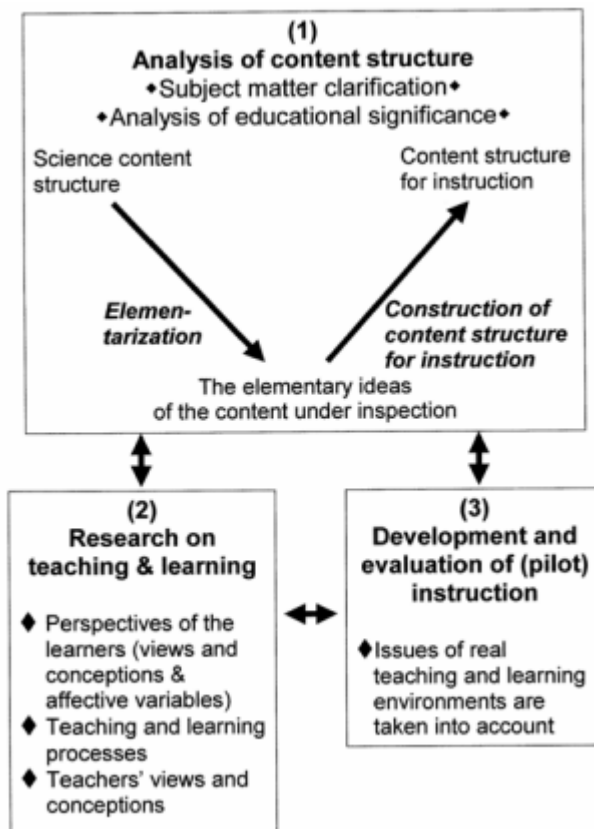 (1)
Analysis of content structure
◆Subject matter clarification◆
◆Analysis of educational significance◆
Science content
structure
Content structure
for instruction
Elemen-
tarization
Construction of
content structure
for instruction
The elementary ideas
of the content under inspection
(2)
Research on
teaching & learning
◆ Perspectives of the
learners (views and
conceptions &
affective variables)
◆ Teaching and learning
processes
◆ Teachers' views and
conceptions
(3)
Development and
evaluation of (pilot)
instruction
◆Issues of real
teaching and learning
environments are
taken into account